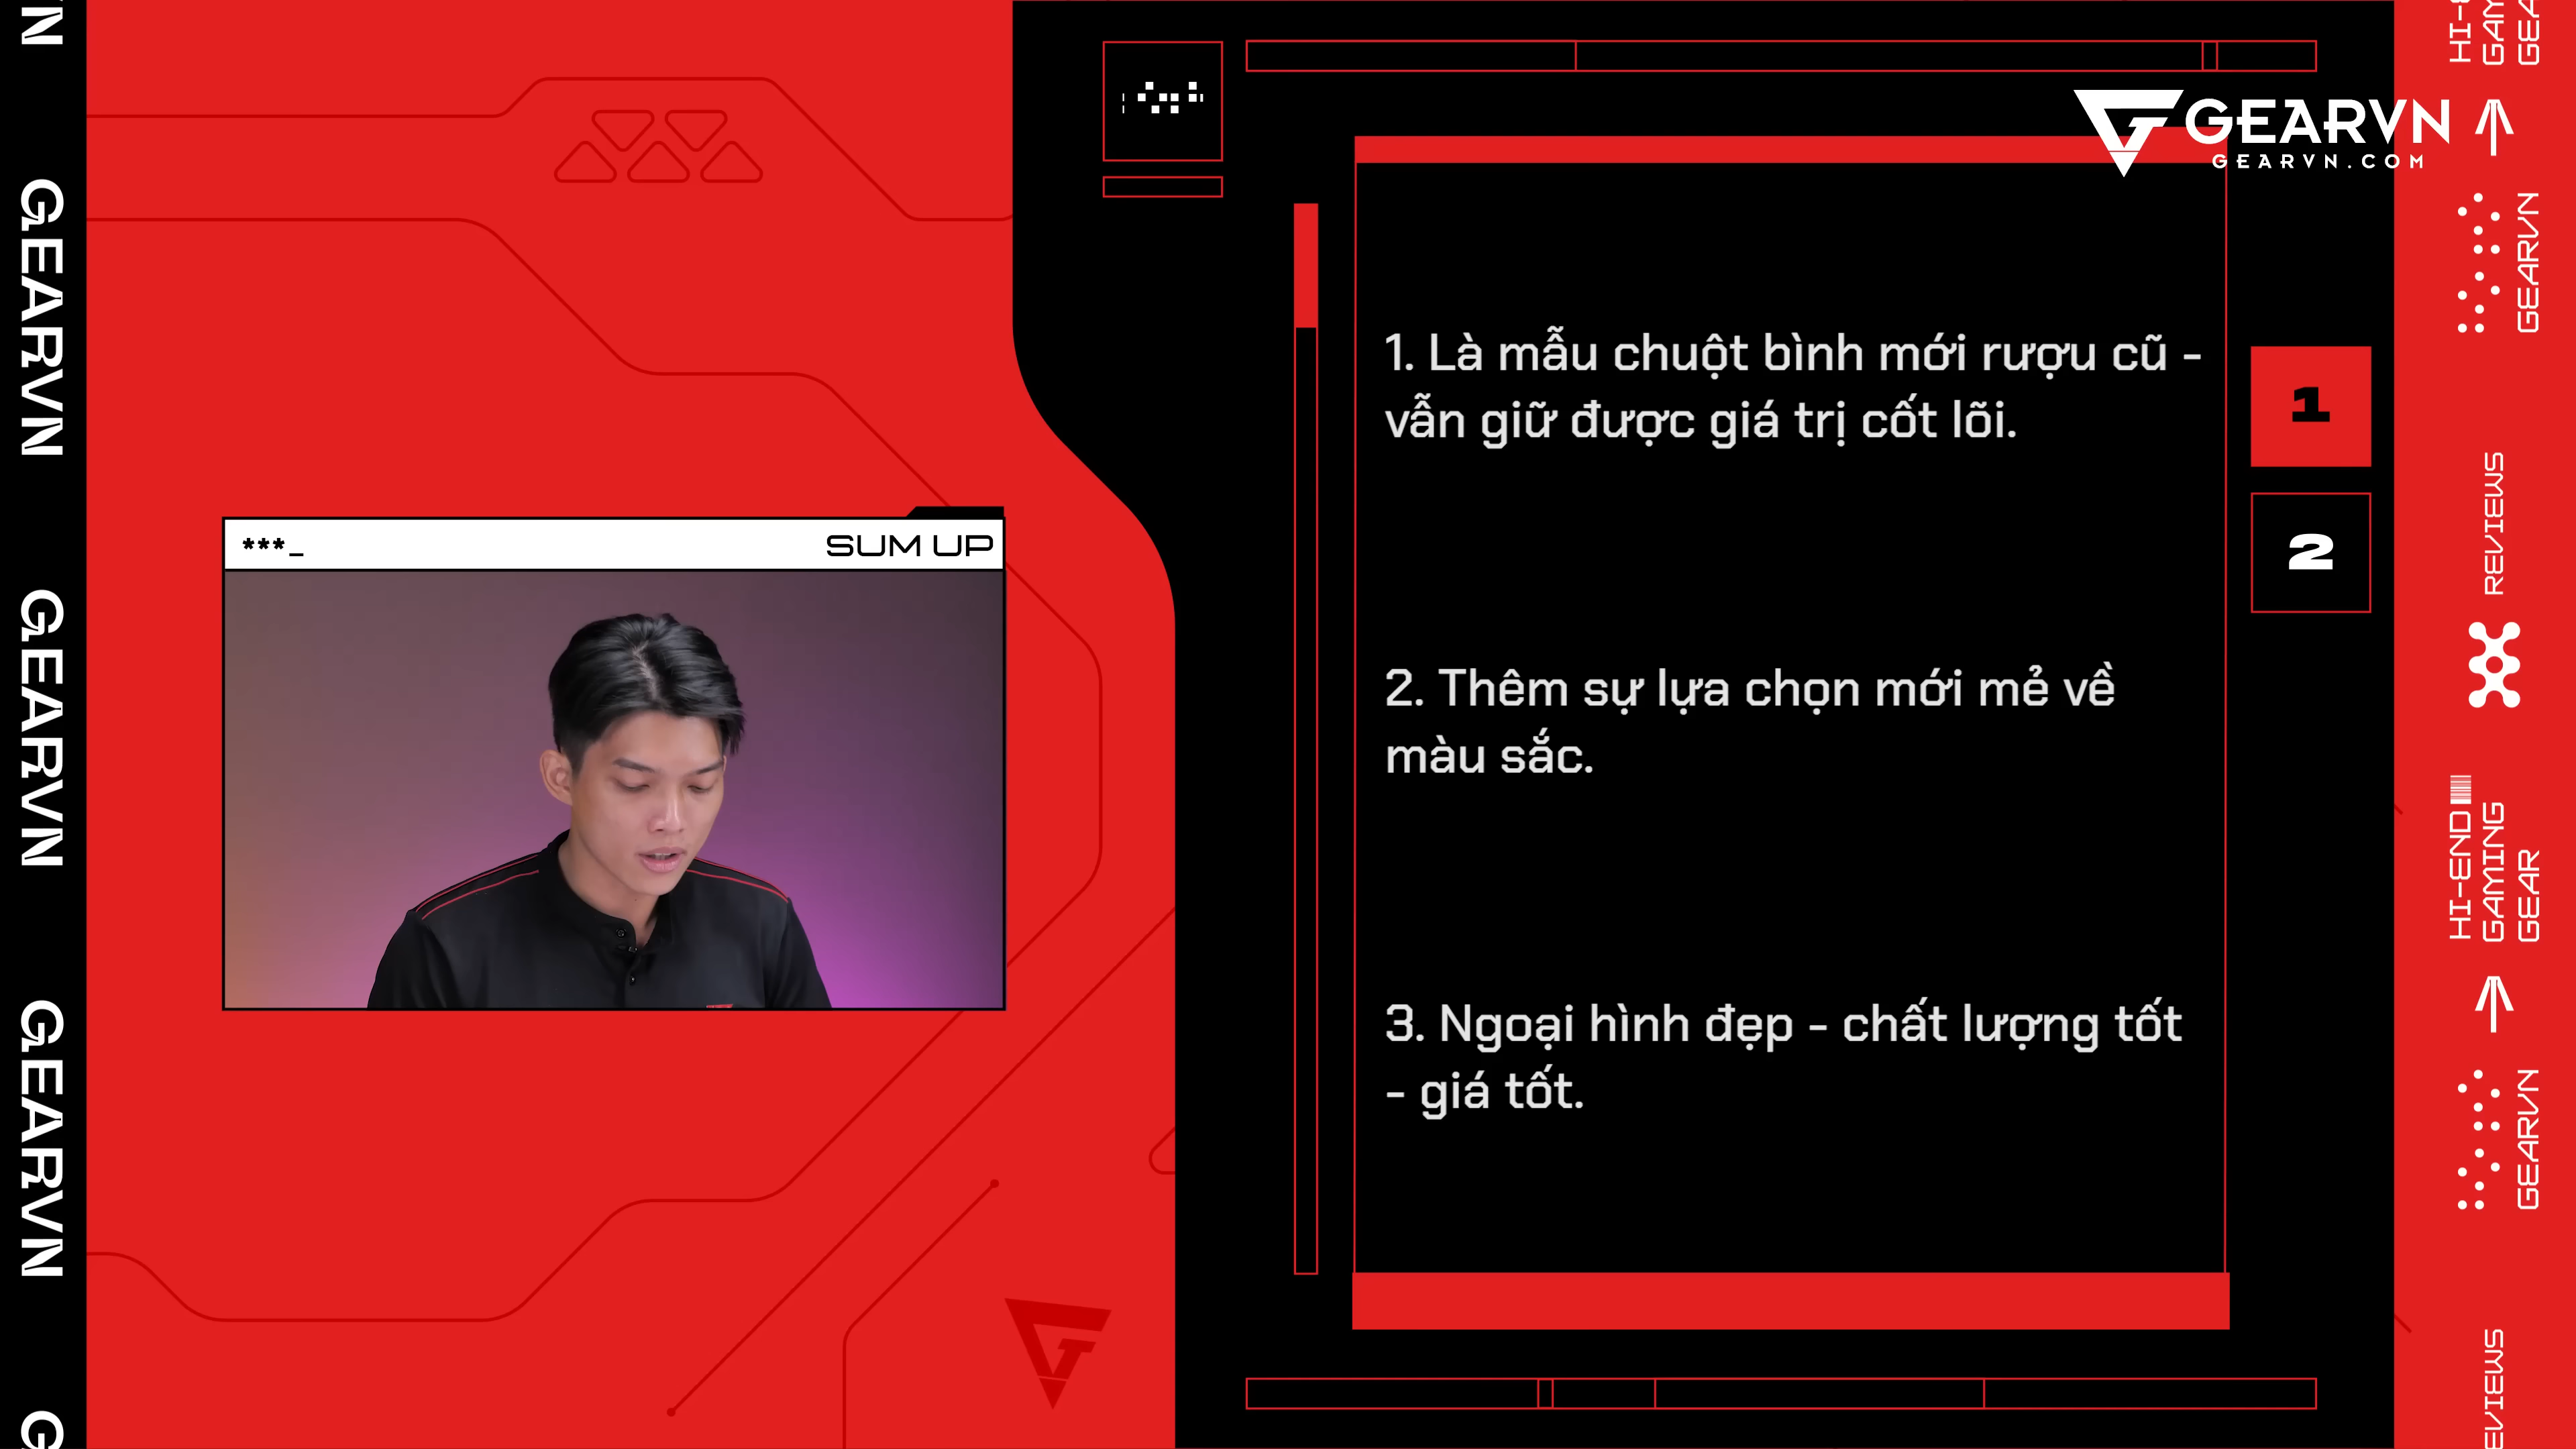 GEARVN
GEARVN
GEARVN
***_
SUM UP
1. Là mẫu chuột bình mới rượu cũ -
vẫn giữ được giá trị cốt lõi.
2. Thêm sự lựa chọn mới mẻ về
màu sắc.
3. Ngoại hình đẹp - chất lượng tốt
- giá tốt.
GEARVN
GEARVN.COM
1
2
GEARVN
REVIEWS
HI-END
GAMING
GEAR
GEARVN